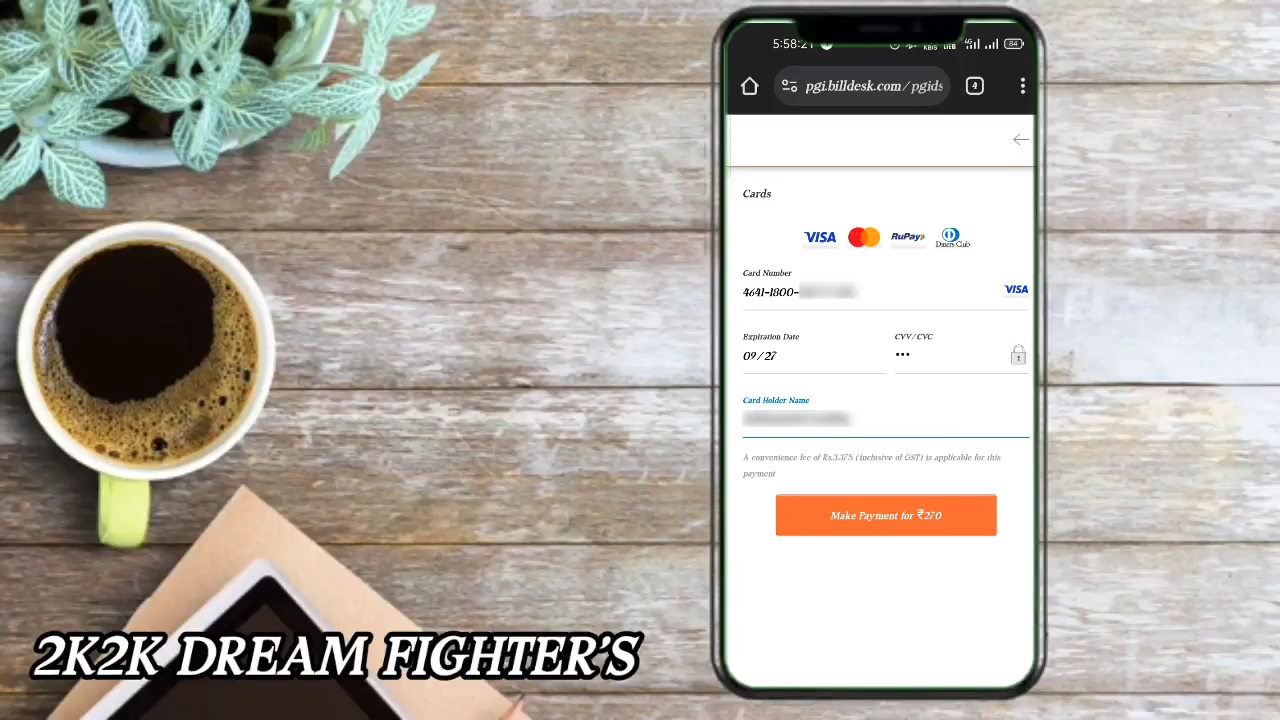 5:58:21
84
pgi.billdesk.com/pgids
4
Cards
VISA
RuPay
Diners Club
Card Number
4641-1800-
VISA
Expiration Date
CVV/CVC
09/27
•••
Card Holder Name
A convenience fee of Rs.3.375 (inclusive of GST) is applicable for this
payment
Make Payment for ₹270
2K2K DREAM FIGHTER'S